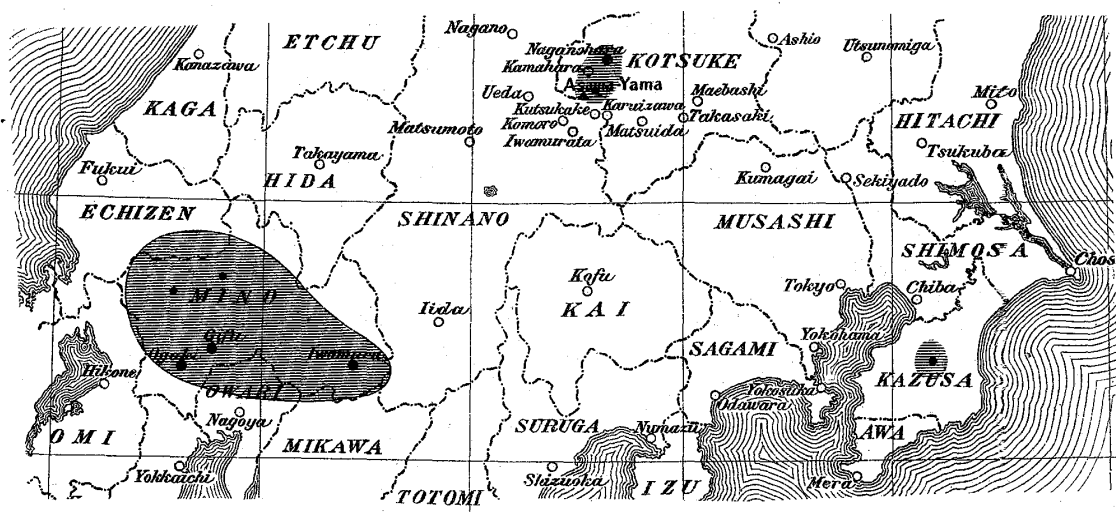 ETCHU
Kanazawa
KAGA
Nagano
Naganohara
Kamahara
KOTSUKE
Asama Yama
Ashio
Utsunomiga
Ueda
Kutsukake
Karuizawa
Maebashi
Komoro
Matsuida
Takasaki
Iwamurata
Mito
HITACHI
Tsukuba
Matsumoto
Takayama
HIDA
Fukui
ECHIZEN
SHINANO
Kumagai
Sekiyado
MUSASHI
SHIMOSA
Chos
MINO
Gifu
Iida
Kofu
KAI
Tokyo
Chiba
Yokohama
SAGAMI
KAZUSA
Hikone
OWARI
Nagoya
Yokosuka
Odawara
OMI
MIKAWA
SURUGA
Numazu
AWA
Yokkaichi
TOTOMI
Shizuoka
IZU
Mera